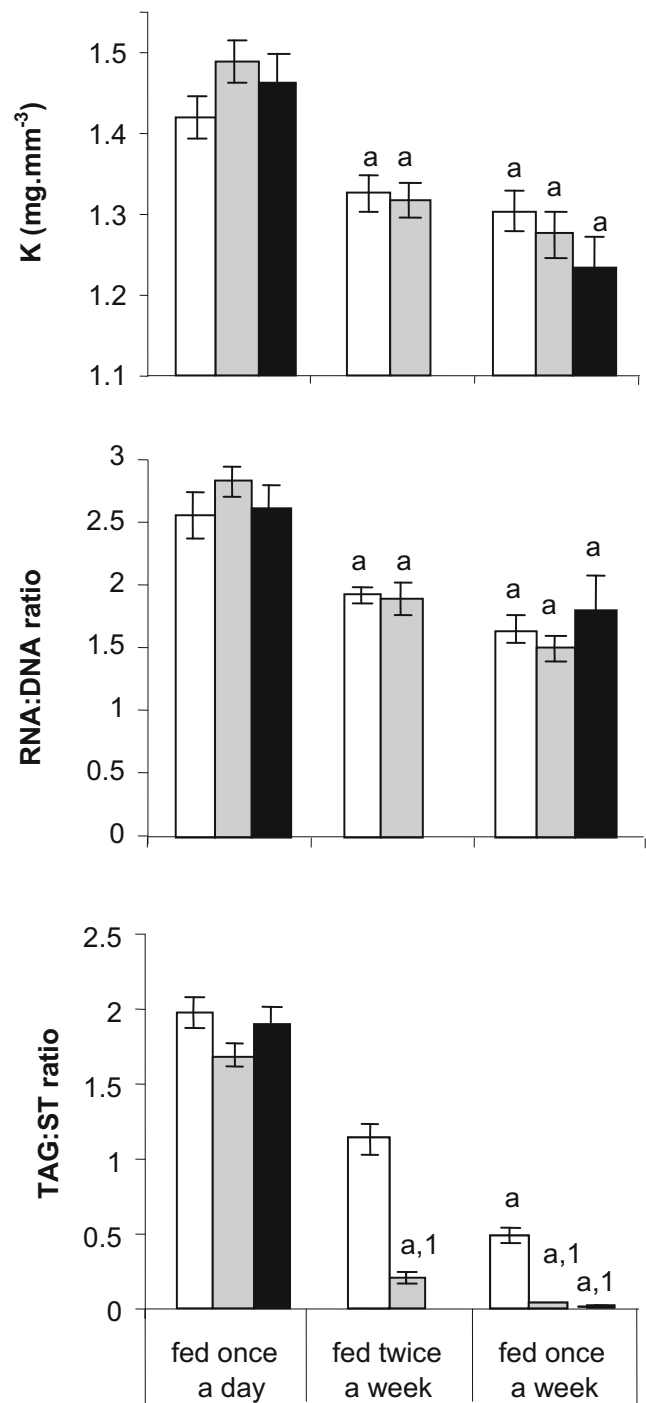 K (mg.mm-3)
1.5
1.4
1.3
1.2
1.1
a a
a
a
a
RNA:DNA ratio
3
2.5
2
1.5
1
0.5
0
a a
a a
a
TAG:ST ratio
2.5
2
1.5
1
0.5
0
a,1
a
a,1
a,1
fed once
a day
fed twice
a week
fed once
a week